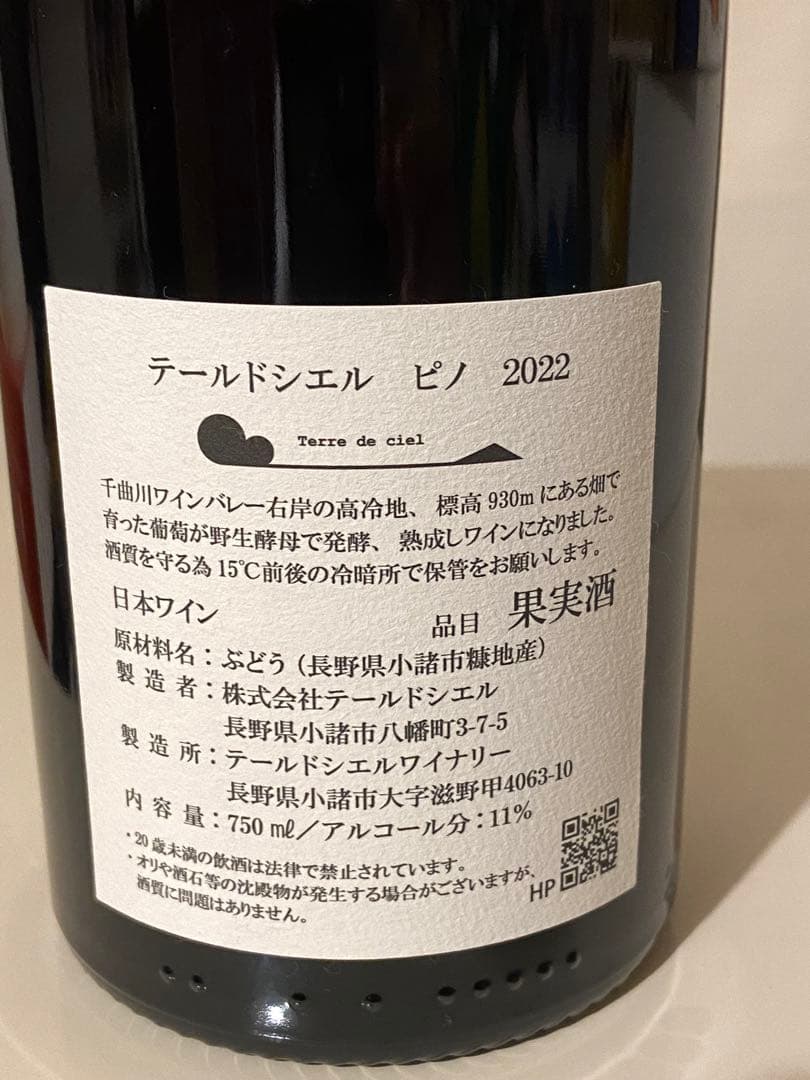 テールドシエル ピノ 2022
Terre de ciel
千曲川ワインバレー右岸の高冷地、標高930mにある畑で
育った葡萄が野生酵母で発酵、熟成しワインになりました。
酒質を守る為15℃前後の冷暗所で保管をお願いします。
日本ワイン 品目 果実酒
原材料名：ぶどう（長野県小諸市糠地産）
製造者：株式会社テールドシエル
長野県小諸市八幡町3-7-5
製造所：テールドシエルワイナリー
長野県小諸市大字滋野甲4063-10
内容量：750㎖／アルコール分：11%
・20歳未満の飲酒は法律で禁止されています。
・オリや酒石等の沈殿物が発生する場合がございますが、
酒質に問題はありません。
HP